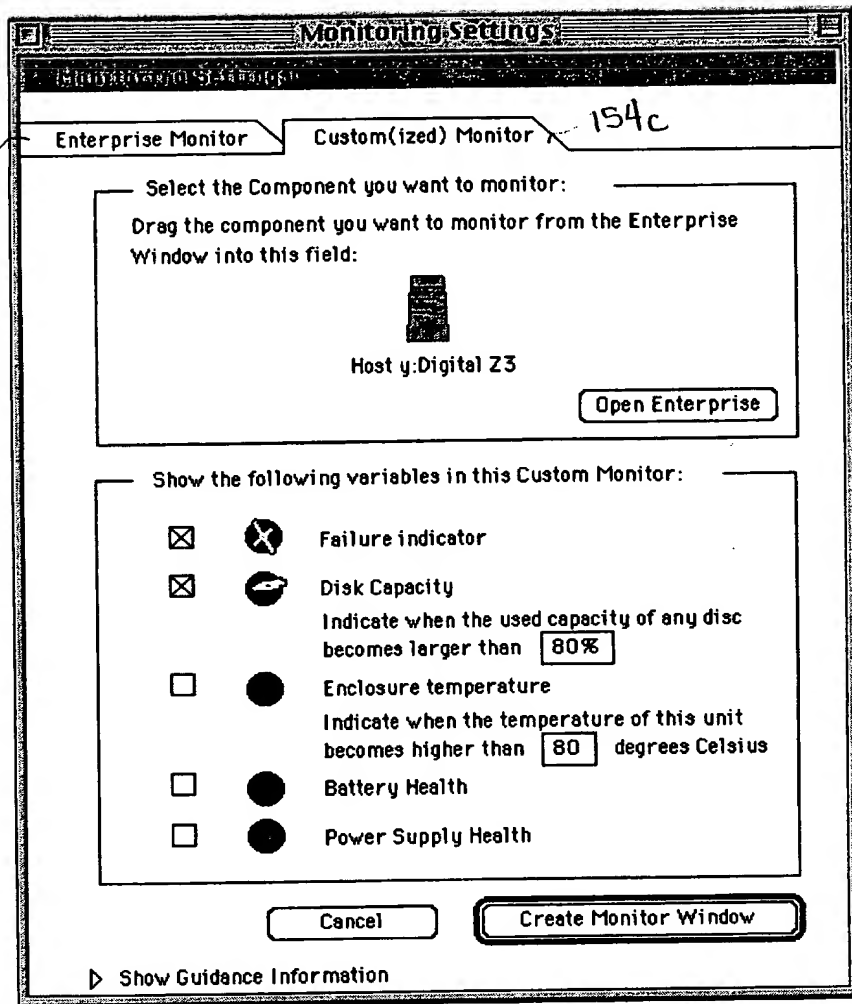 Monitoring Settings
Enterprise Monitor
Custom(ized) Monitor
154c
Select the Component you want to monitor:
Drag the component you want to monitor from the Enterprise
Window into this field:
Host y:Digital Z3
Open Enterprise
Show the following variables in this Custom Monitor:
Failure indicator
Disk Capacity
Indicate when the used capacity of any disc
becomes larger than 80%
Enclosure temperature
Indicate when the temperature of this unit
becomes higher than 80 degrees Celsius
Battery Health
Power Supply Health
Cancel
Create Monitor Window
Show Guidance Information